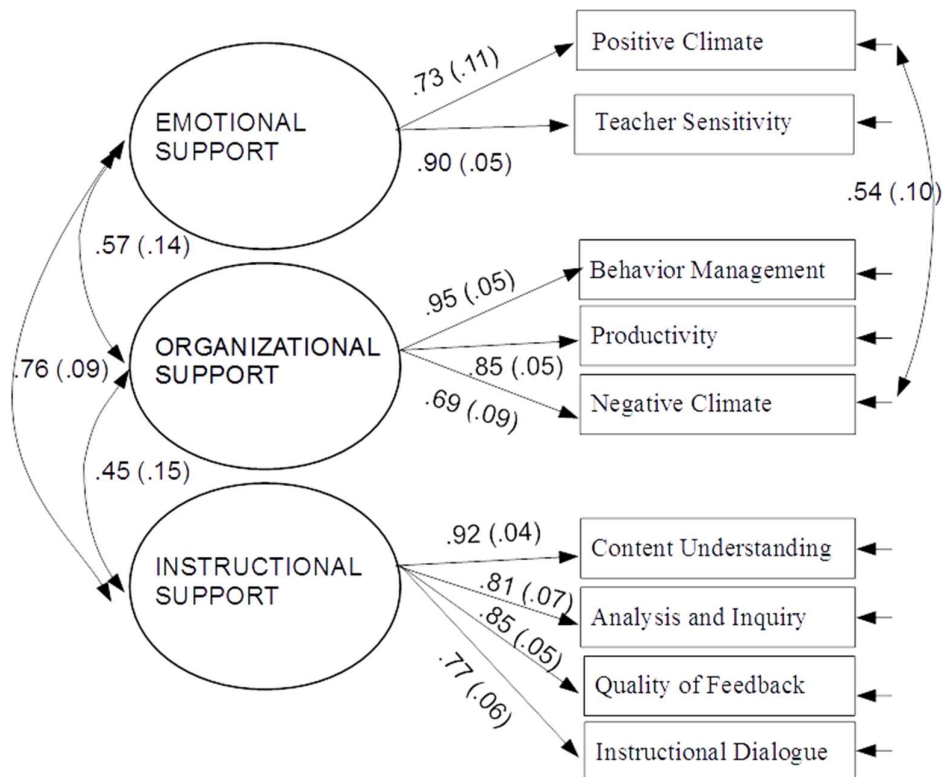 Positive Climate
.73 (.11)
EMOTIONAL
SUPPORT
Teacher Sensitivity
.90 (.05)
.54 (.10)
.57 (.14)
Behavior Management
.95 (.05)
ORGANIZATIONAL
SUPPORT
Productivity
.85 (.05)
.76 (.09)
.69 (.09)
Negative Climate
.45 (.15)
INSTRUCTIONAL
SUPPORT
.92 (.04)
Content Understanding
.81 (.07)
Analysis and Inquiry
.85 (.05)
Quality of Feedback
.77 (.06)
Instructional Dialogue